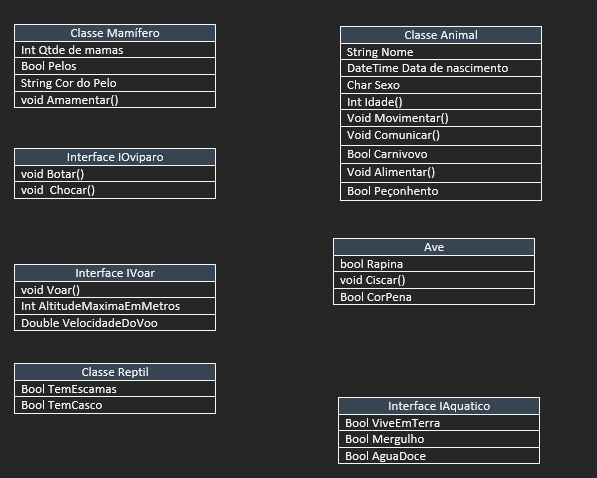 Classe Mamífero
Int Qtde de mamas
Bool Pelos
String Cor do Pelo
void Amamentar()
Interface IOviparo
void Botar()
void  Chocar()
Interface IVoar
void Voar()
Int AltitudeMaximaEmMetros
Double VelocidadeDoVoo
Classe Reptil
Bool TemEscamas
Bool TemCasco
Classe Animal
String Nome
DateTime Data de nascimento
Char Sexo
Int Idade()
Void Movimentar()
Void Comunicar()
Bool Carnivovo
Void Alimentar()
Bool Peçonhento
Ave
bool Rapina
void Ciscar()
Bool CorPena
Interface IAquatico
Bool ViveEmTerra
Bool Mergulho
Bool AguaDoce